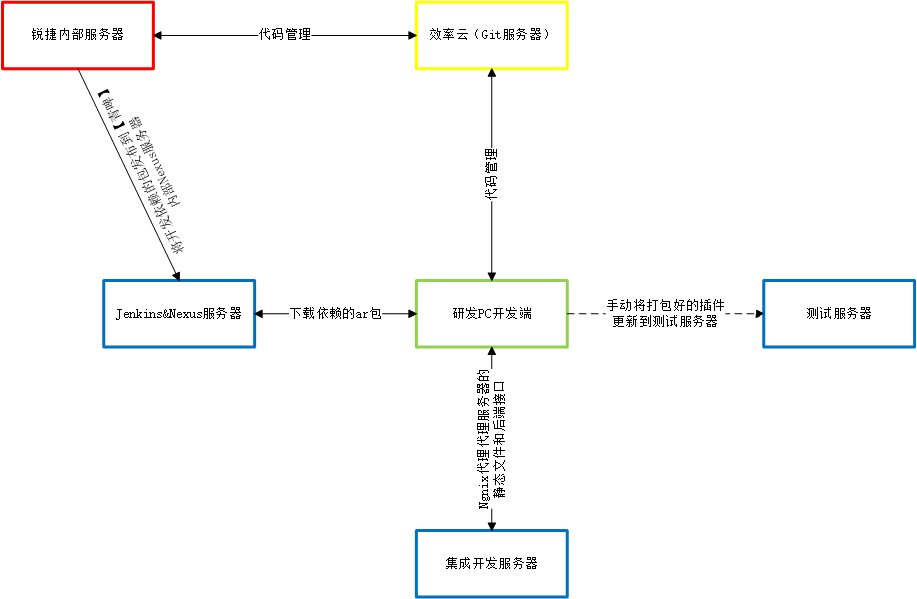 锐捷内部服务器
代码管理
效率云（Git服务器）
将开发依赖的包发布到【青啤】
内部Nexus服务器
代码管理
Jenkins&Nexus服务器
下载依赖的ar包
研发PC开发端
手动将打包好的插件
更新到测试服务器
测试服务器
Ngnix代理代理服务器的
静态文件和后端接口
集成开发服务器